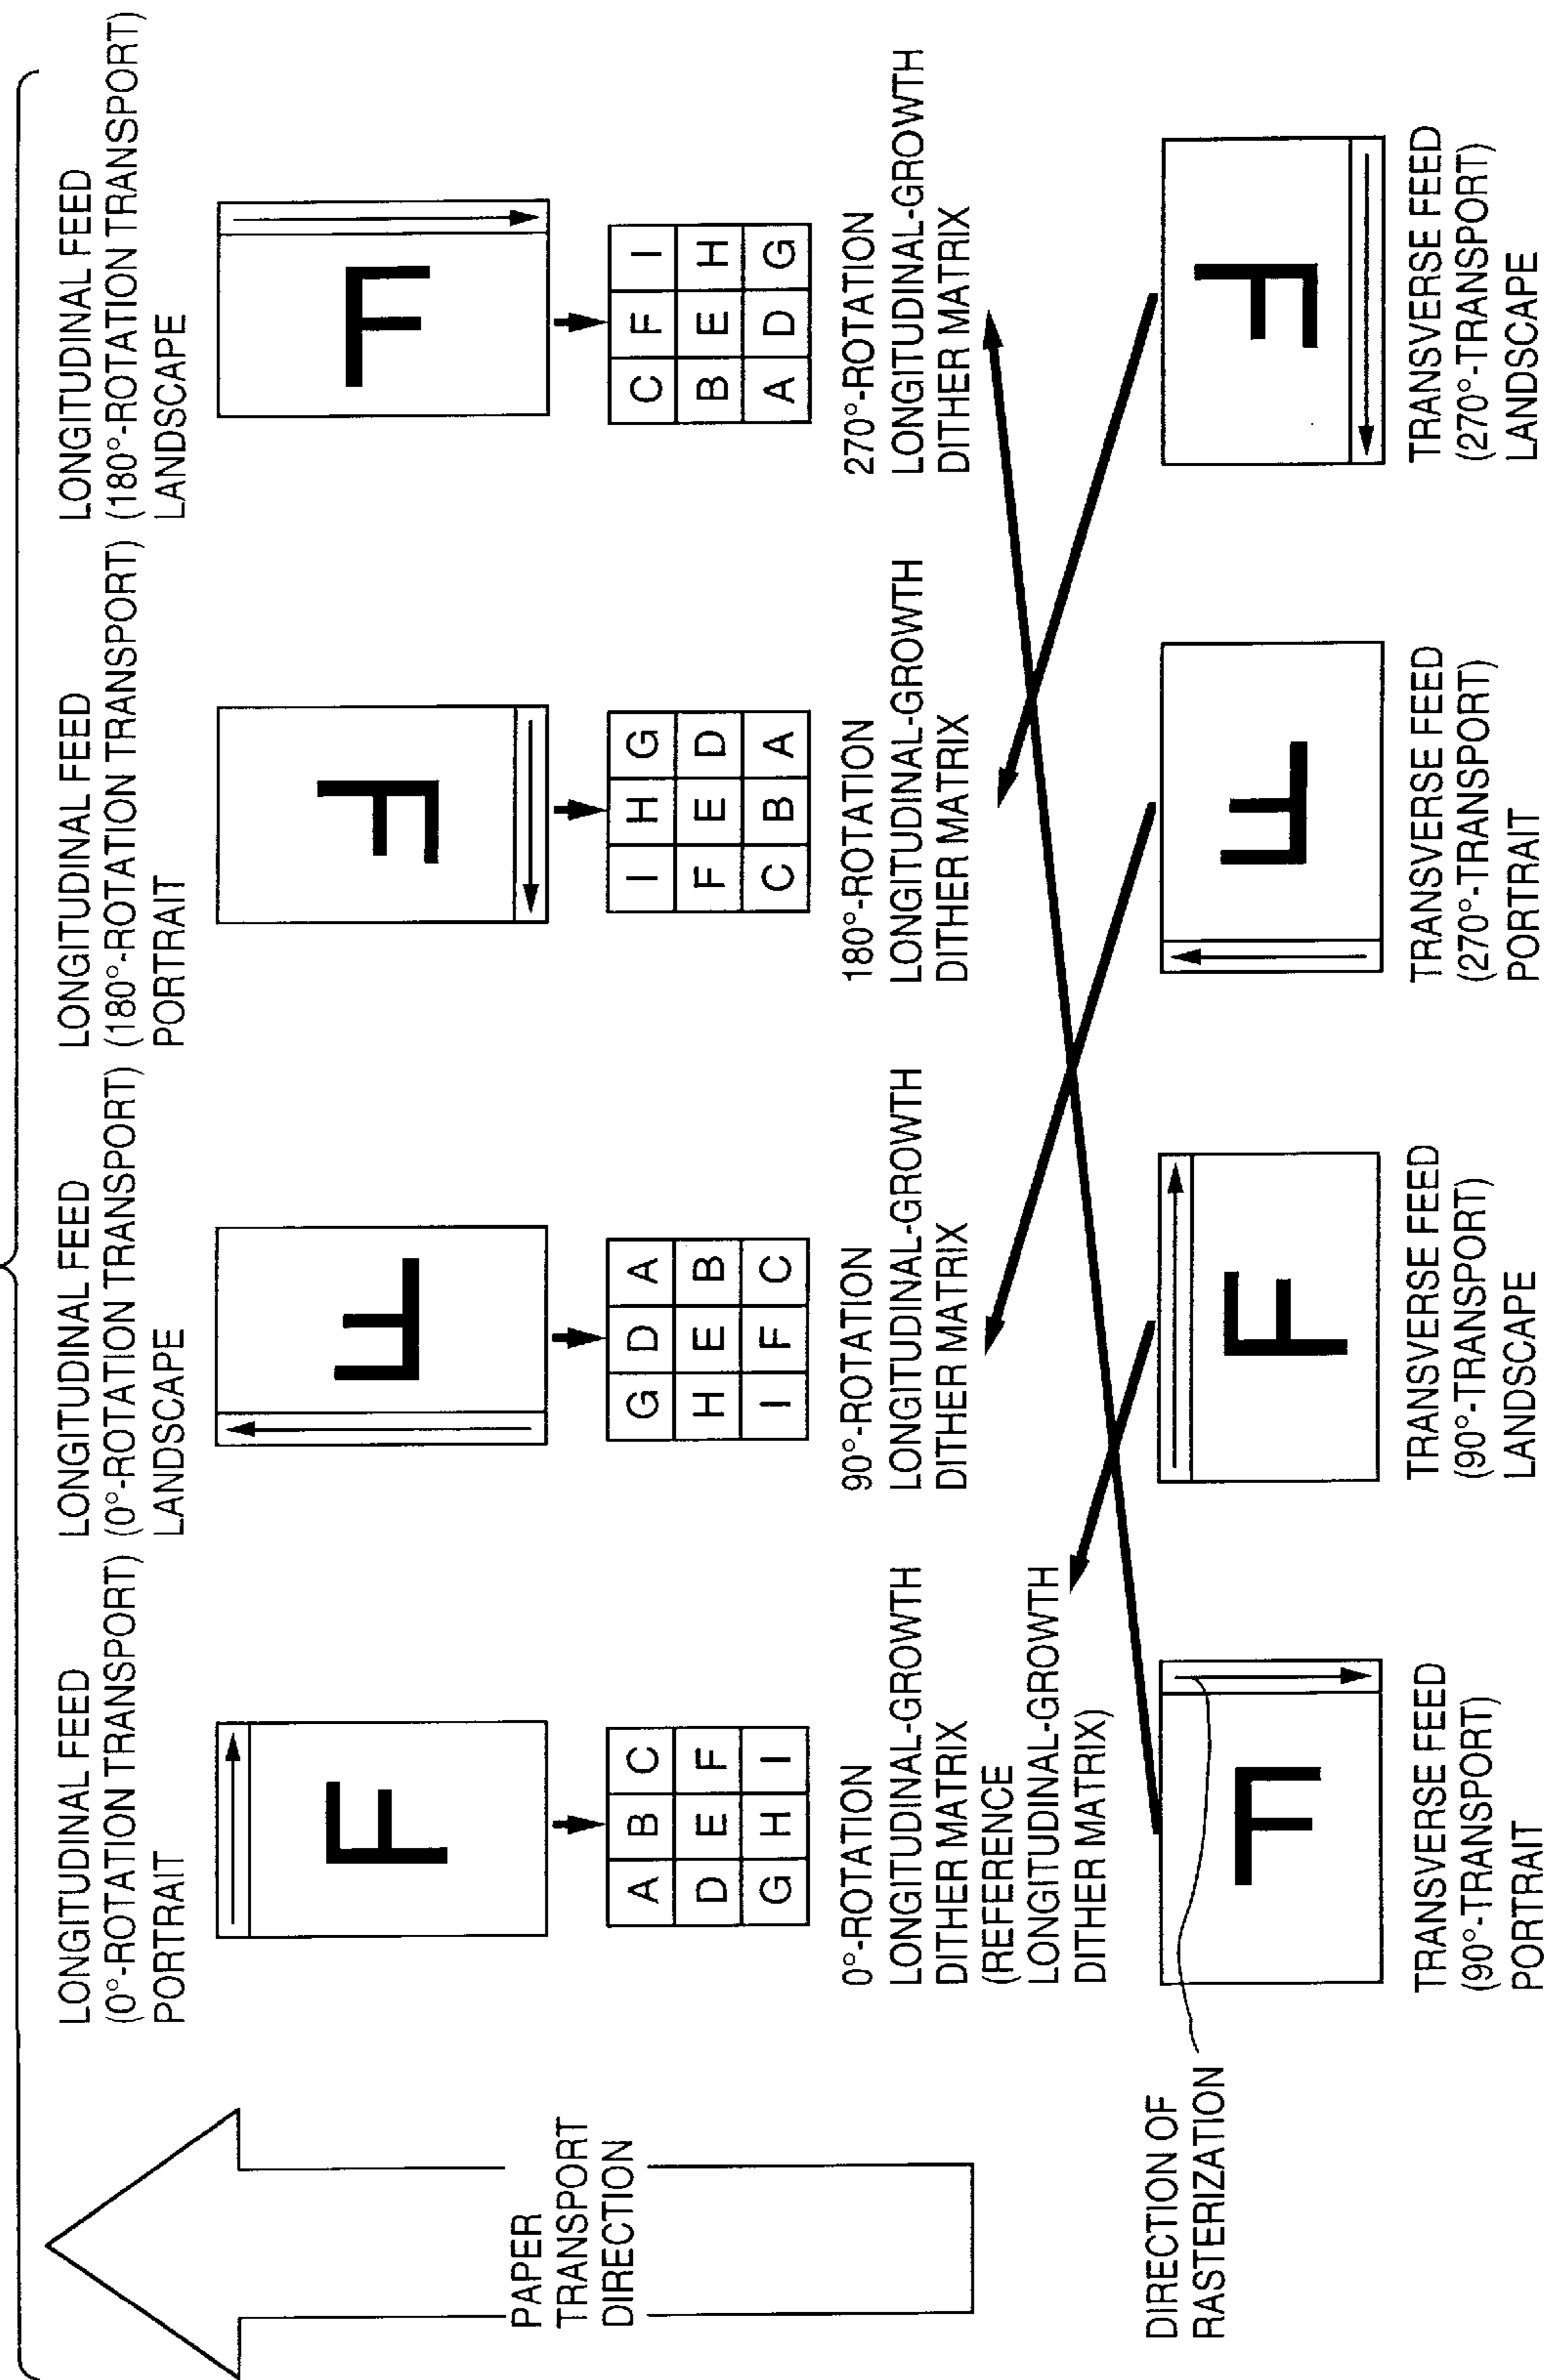 PAPER
TRANSPORT
DIRECTION
LONGITUDINAL FEED
(0°-ROTATION TRANSPORT)
PORTRAIT
F
A B C
D E F
G H I
0°-ROTATION
LONGITUDINAL-GROWTH
DITHER MATRIX
(REFERENCE
LONGITUDINAL-GROWTH
DITHER MATRIX)
LONGITUDINAL FEED
(0°-ROTATION TRANSPORT)
LANDSCAPE
F
G D A
H E B
I F C
90°-ROTATION
LONGITUDINAL-GROWTH
DITHER MATRIX
LONGITUDINAL FEED
(180°-ROTATION TRANSPORT)
PORTRAIT
F
I H G
F E D
C B A
180°-ROTATION
LONGITUDINAL-GROWTH
DITHER MATRIX
LONGITUDINAL FEED
(180°-ROTATION TRANSPORT)
LANDSCAPE
F
C F I
B E H
A D G
270°-ROTATION
LONGITUDINAL-GROWTH
DITHER MATRIX
DIRECTION OF
RASTERIZATION
F
TRANSVERSE FEED
(90°-TRANSPORT)
PORTRAIT
F
TRANSVERSE FEED
(90°-TRANSPORT)
LANDSCAPE
F
TRANSVERSE FEED
(270°-TRANSPORT)
PORTRAIT
F
TRANSVERSE FEED
(270°-TRANSPORT)
LANDSCAPE